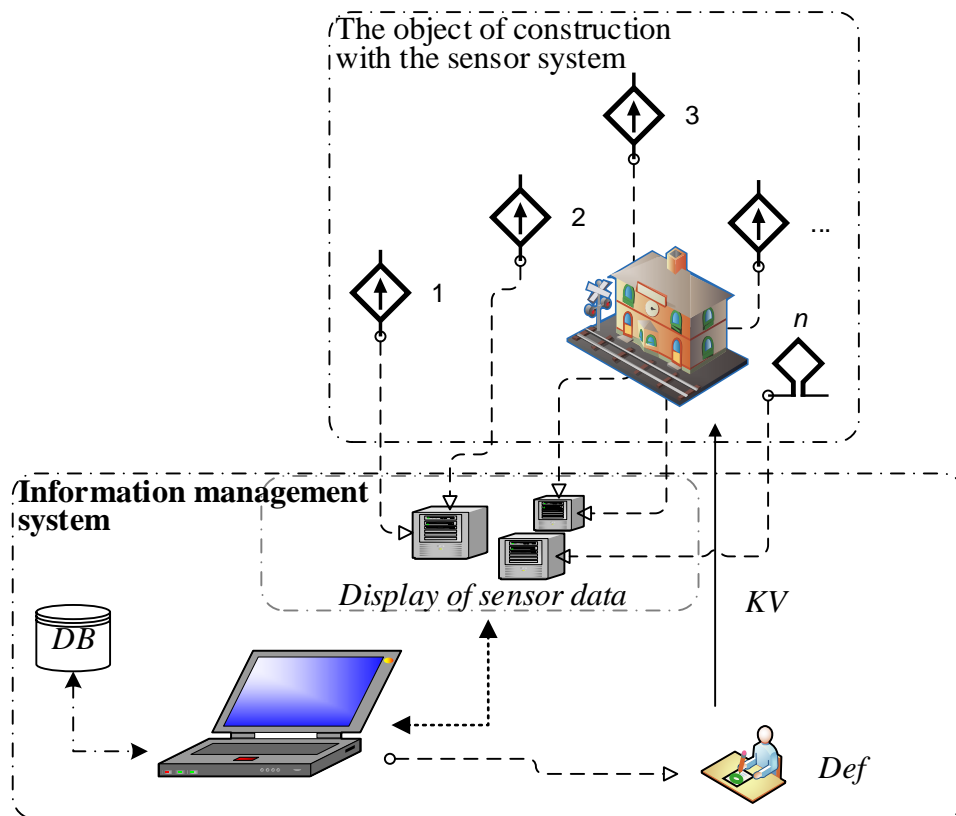 The object of construction
with the sensor system
3
2
...
1
n
Information management
system
Display of sensor data
KV
DB
Def